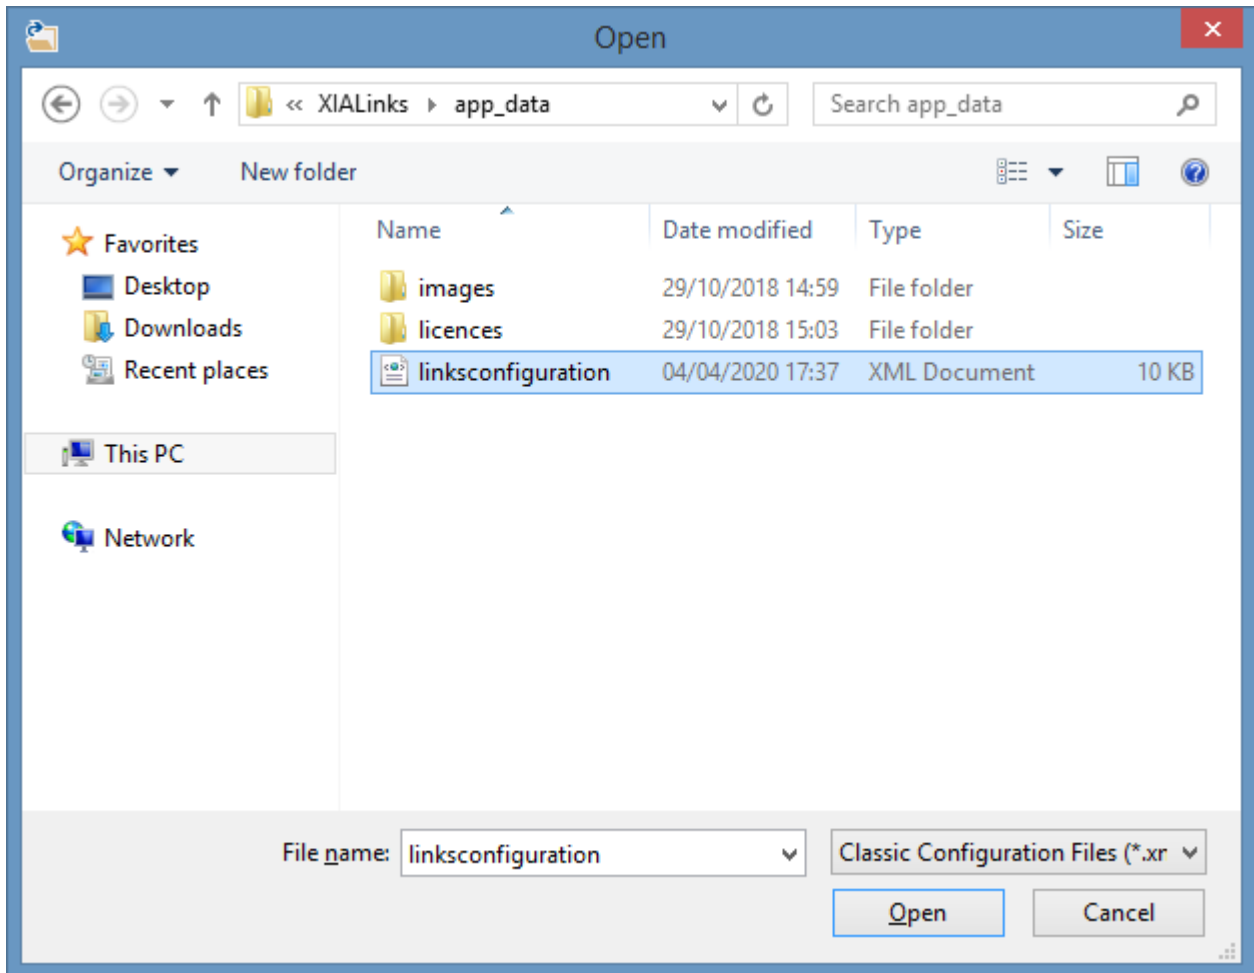 Open
« XIALinks app_data
Search app_data
Organize
New folder
Name Date modified Type Size
Favorites
Desktop
Downloads
Recent places
This PC
Network
images 29/10/2018 14:59 File folder
licences 29/10/2018 15:03 File folder
linksconfiguration 04/04/2020 17:37 XML Document 10 KB
File name: linksconfiguration
Classic Configuration Files (*.xr
Open
Cancel